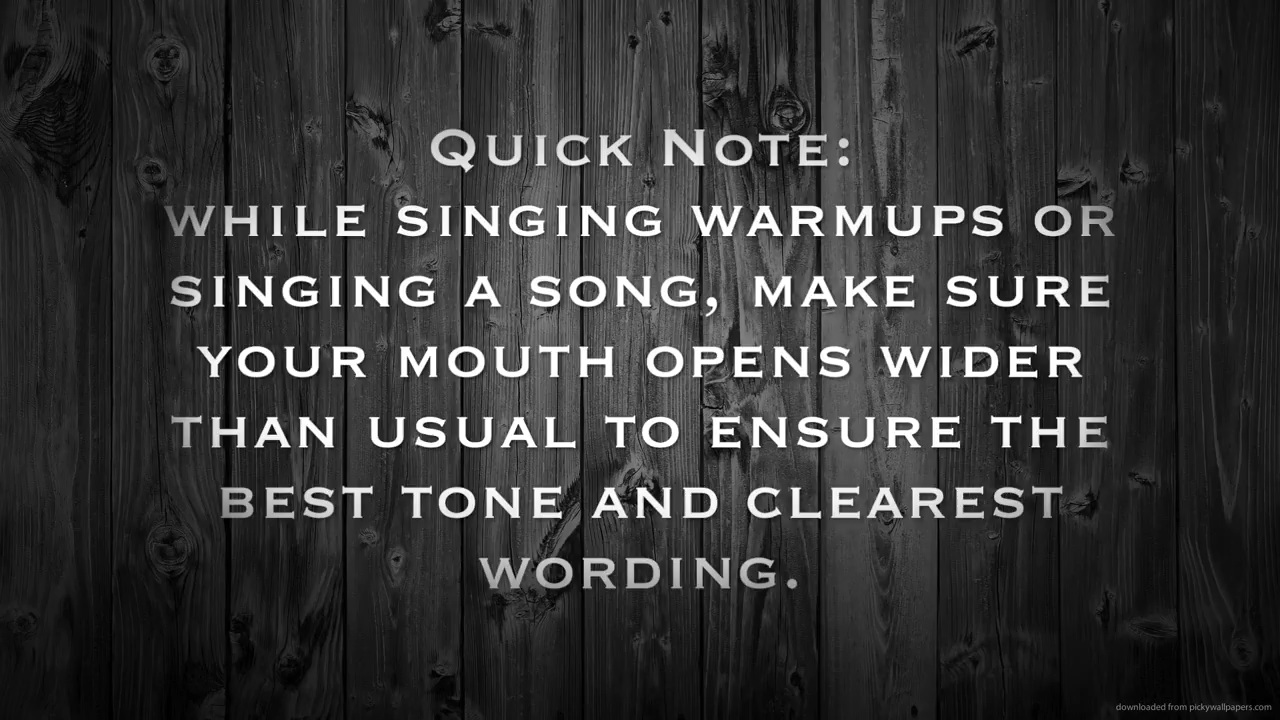 Quick Note:
while singing warmups or
singing a song, make sure
your mouth opens wider
than usual to ensure the
best tone and clearest
wording.
downloaded from pickywallpapers.com